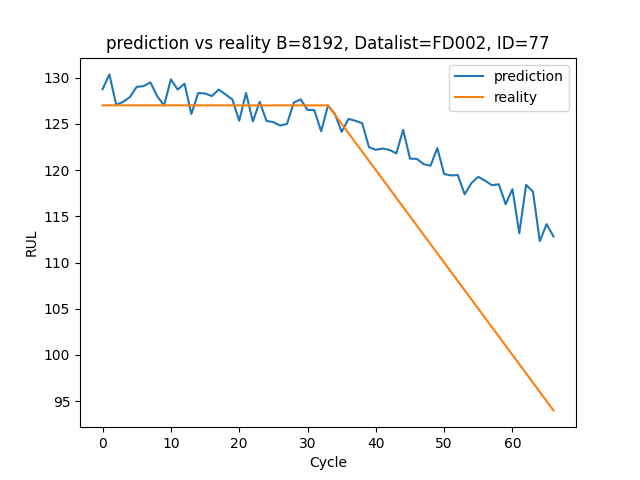 prediction vs reality B=8192, Datalist=FD002, ID=77
prediction
reality
RUL
130
125
120
115
110
105
100
95
0 10 20 30 40 50 60
Cycle